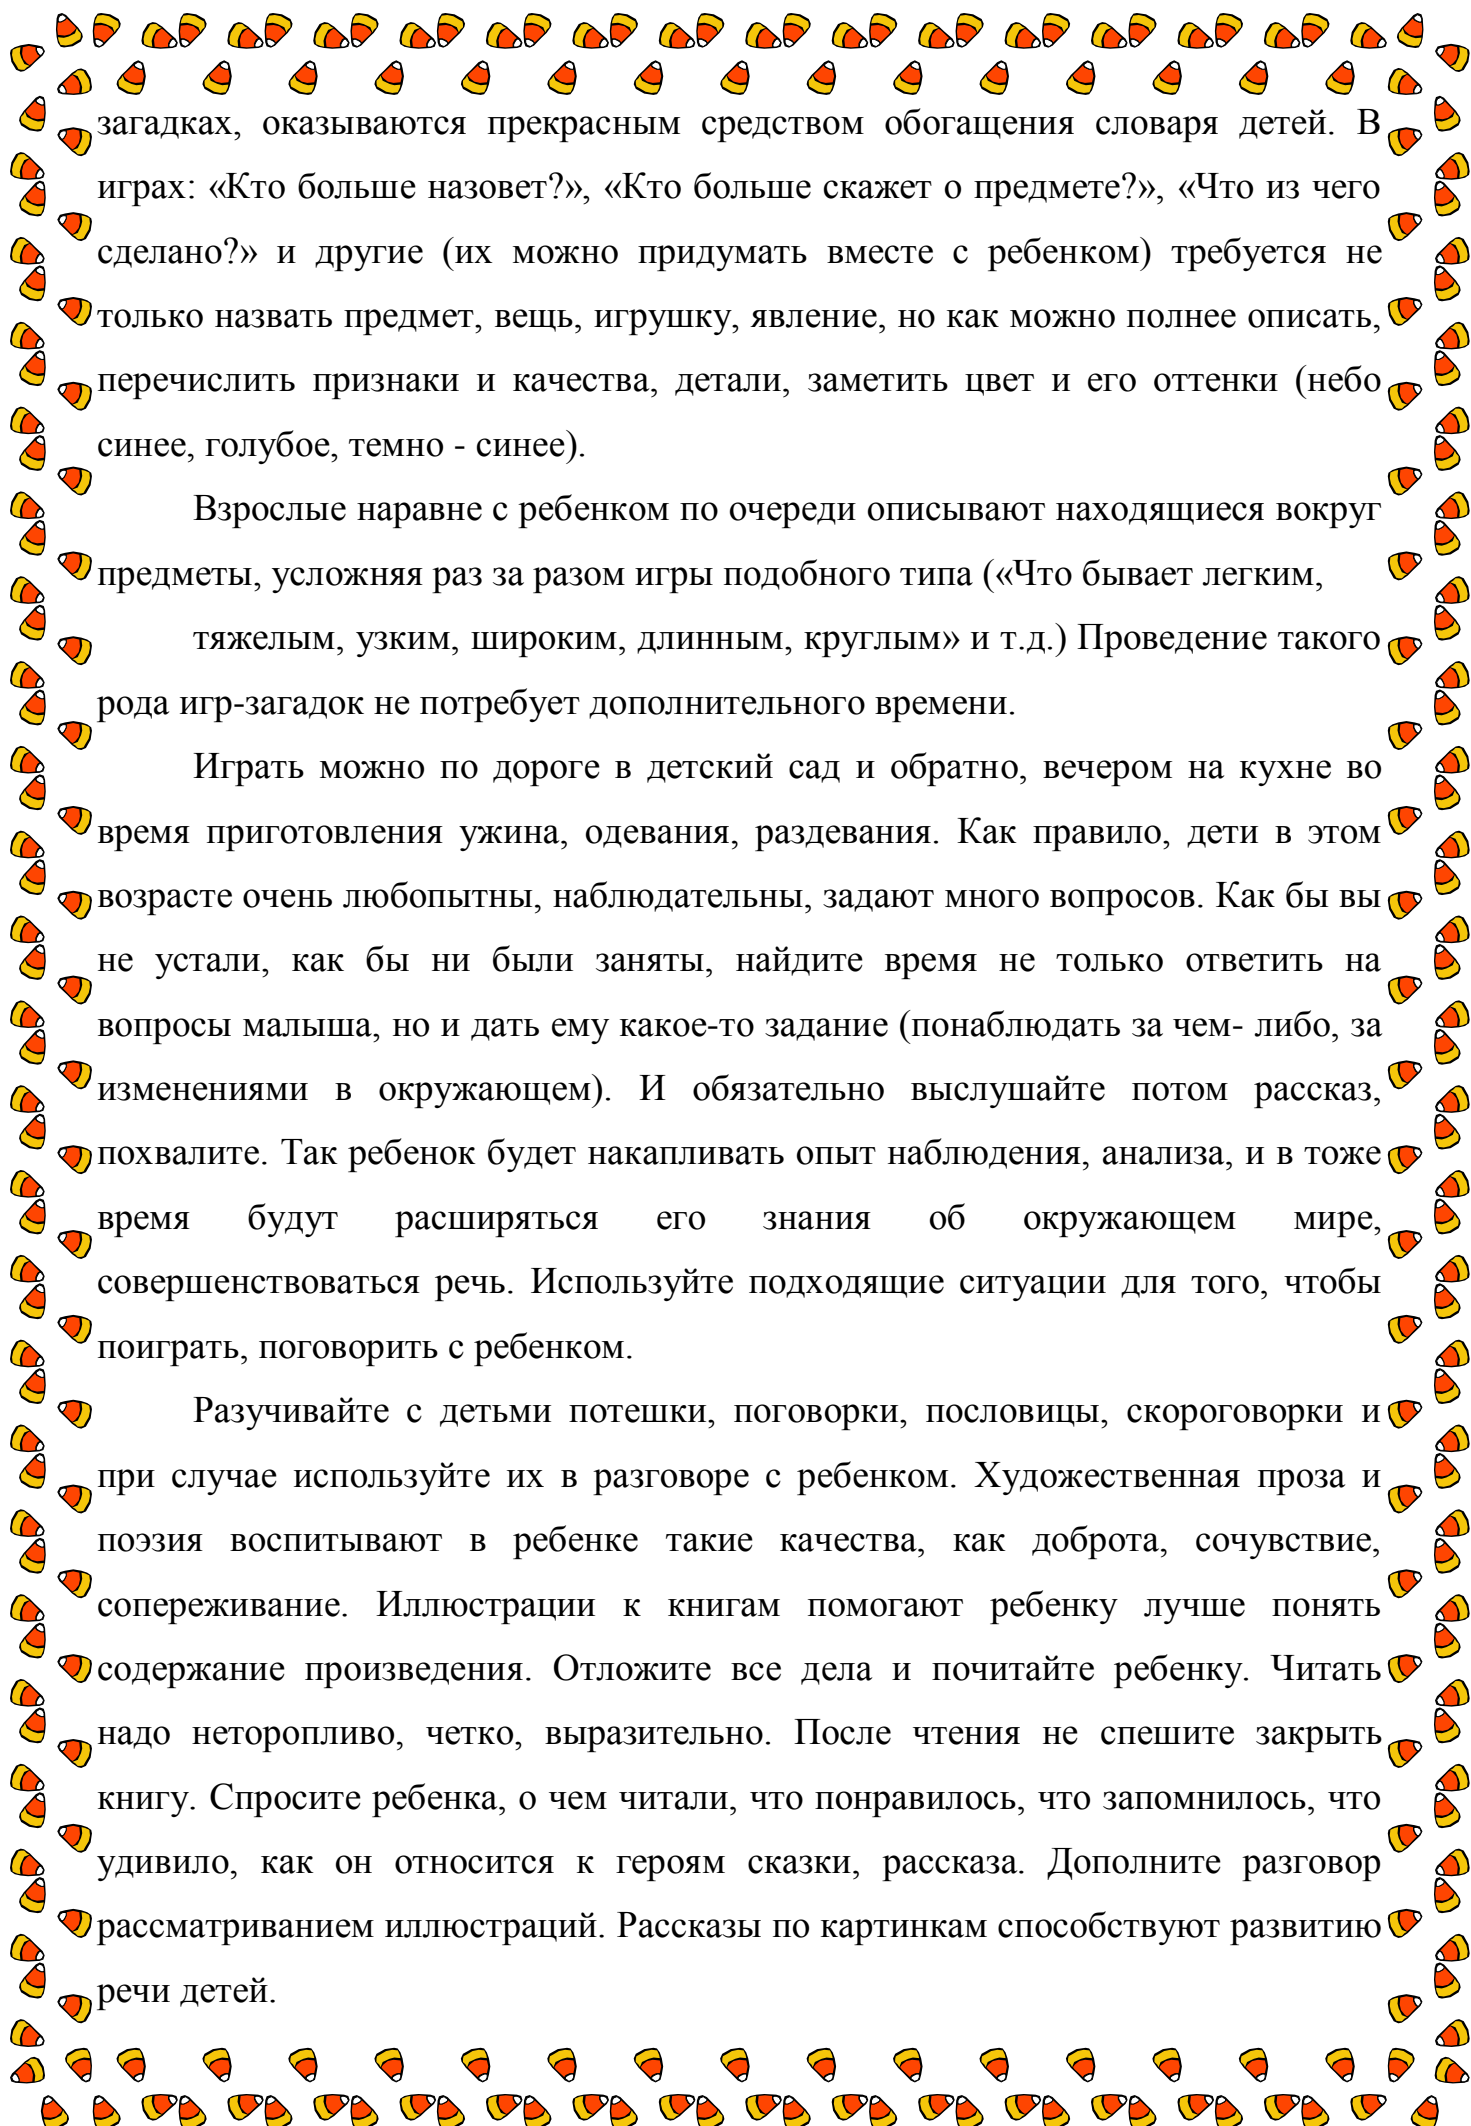 загадках, оказываются прекрасным средством обогащения словаря детей. В
играх: «Кто больше назовет?», «Кто больше скажет о предмете?», «Что из чего
сделано?» и другие (их можно придумать вместе с ребенком) требуется не
только назвать предмет, вещь, игрушку, явление, но как можно полнее описать,
перечислить признаки и качества, детали, заметить цвет и его оттенки (небо
синее, голубое, темно - синее).
Взрослые наравне с ребенком по очереди описывают находящиеся вокруг
предметы, усложняя раз за разом игры подобного типа («Что бывает легким,
тяжелым, узким, широким, длинным, круглым» и т.д.) Проведение такого
рода игр-загадок не потребует дополнительного времени.
Играть можно по дороге в детский сад и обратно, вечером на кухне во
время приготовления ужина, одевания, раздевания. Как правило, дети в этом
возрасте очень любопытны, наблюдательны, задают много вопросов. Как бы вы
не устали, как бы ни были заняты, найдите время не только ответить на
вопросы малыша, но и дать ему какое-то задание (понаблюдать за чем- либо, за
изменениями в окружающем). И обязательно выслушайте потом рассказ,
похвалите. Так ребенок будет накапливать опыт наблюдения, анализа, и в тоже
время будут расширяться его знания об окружающем мире,
совершенствоваться речь. Используйте подходящие ситуации для того, чтобы
поиграть, поговорить с ребенком.
Разучивайте с детьми потешки, поговорки, пословицы, скороговорки и
при случае используйте их в разговоре с ребенком. Художественная проза и
поэзия воспитывают в ребенке такие качества, как доброта, сочувствие,
сопереживание. Иллюстрации к книгам помогают ребенку лучше понять
содержание произведения. Отложите все дела и почитайте ребенку. Читать
надо неторопливо, четко, выразительно. После чтения не спешите закрыть
книгу. Спросите ребенка, о чем читали, что понравилось, что запомнилось, что
удивило, как он относится к героям сказки, рассказа. Дополните разговор
рассматриванием иллюстраций. Рассказы по картинкам способствуют развитию
речи детей.